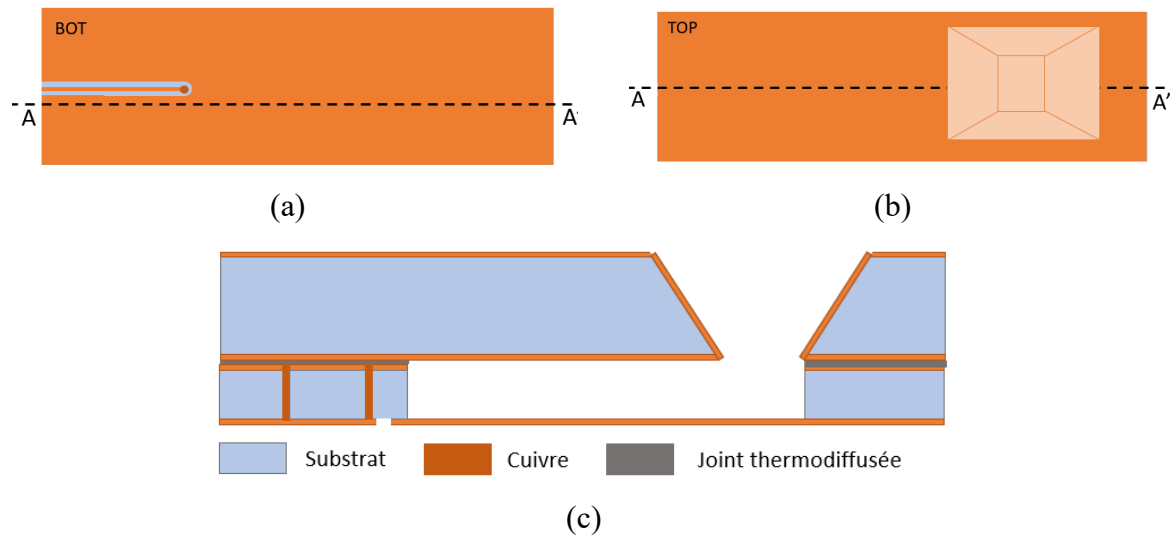 BOT
A A'
(a)
TOP
A A'
(b)
Substrat Cuivre Joint thermodiffusée
(c)